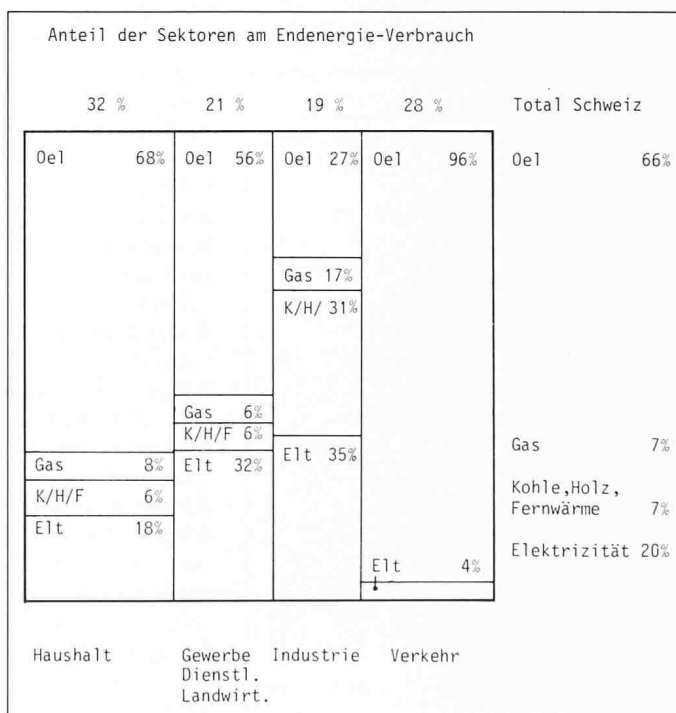 Anteil der Sektoren am Endenergie-Verbrauch
32 % 21 % 19 % 28 % Total Schweiz
Oel 68% Oel 56% Oel 27% Oel 96% Oel 66%
Gas 17%
K/H/ 31%
Gas 6%
K/H/F 6%
Elt 35%
Gas 7%
Gas 8% Elt 32%
K/H/F 6%
Kohle,Holz,
Fernwärme 7%
Elt 18%
Elektrizität 20%
Elt 4%
Haushalt Gewerbe Industrie Verkehr
Dienstl.
Landwirt.